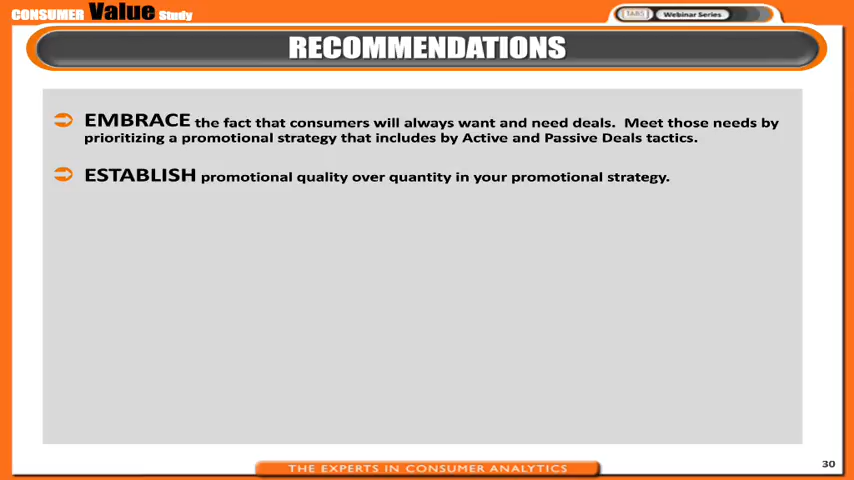 CONSUMER Value Study
TABS Webinar Series
RECOMMENDATIONS
EMBRACE the fact that consumers will always want and need deals. Meet those needs by
prioritizing a promotional strategy that includes by Active and Passive Deals tactics.
ESTABLISH promotional quality over quantity in your promotional strategy.
THE EXPERTS IN CONSUMER ANALYTICS
30